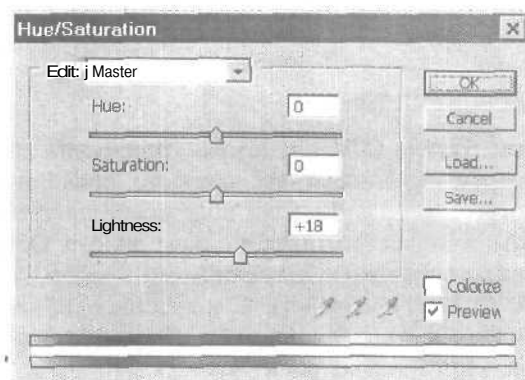 Hue/Saturation
Edit: j Master
Hue: 0
Saturation: 0
Lightness: +18
OK
Cancel
Load...
Save...
Colorize
Preview